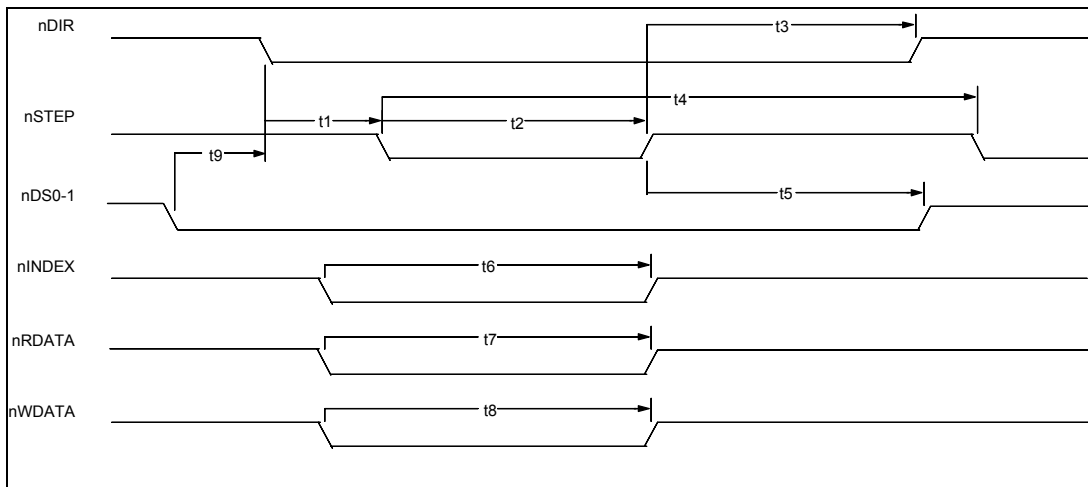 nDIR
t3
t4
nSTEP
t1
t2
t9
nDS0-1
t5
nINDEX
t6
nRDATA
t7
nWDATA
t8